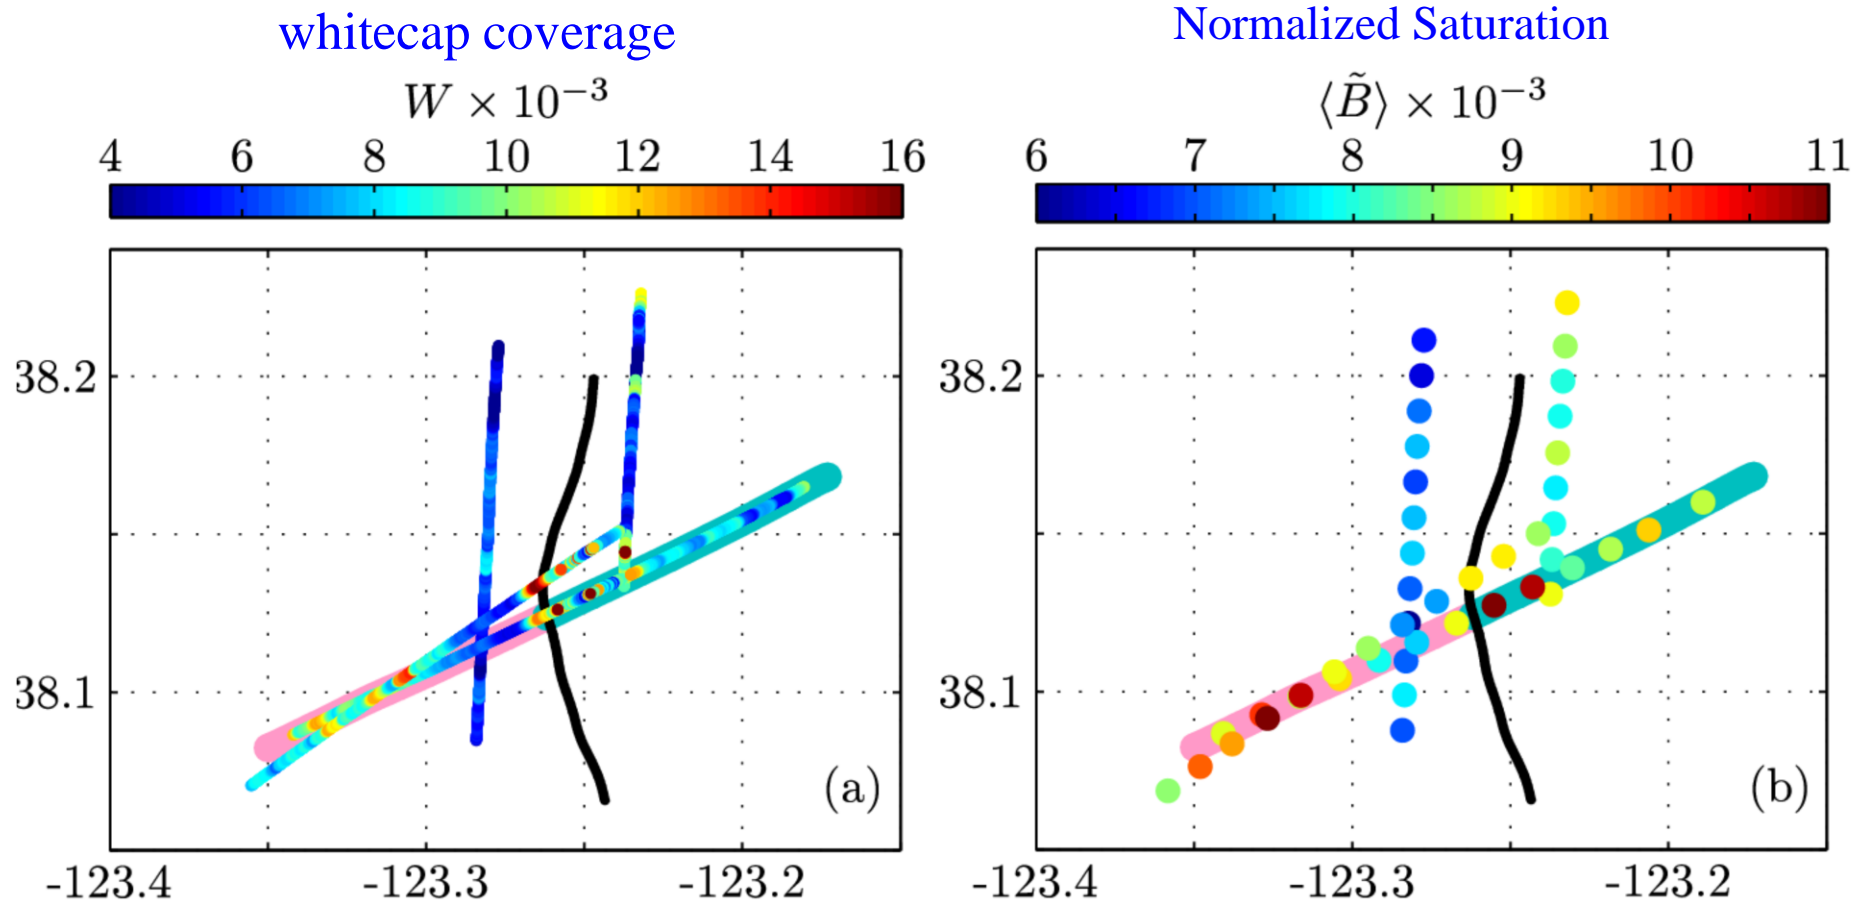 whitecap coverage
W × 10⁻³
4 6 8 10 12 14 16
38.2
38.1
(a)
-123.4 -123.3 -123.2
Normalized Saturation
⟨B̃⟩ × 10⁻³
6 7 8 9 10 11
38.2
38.1
(b)
-123.4 -123.3 -123.2